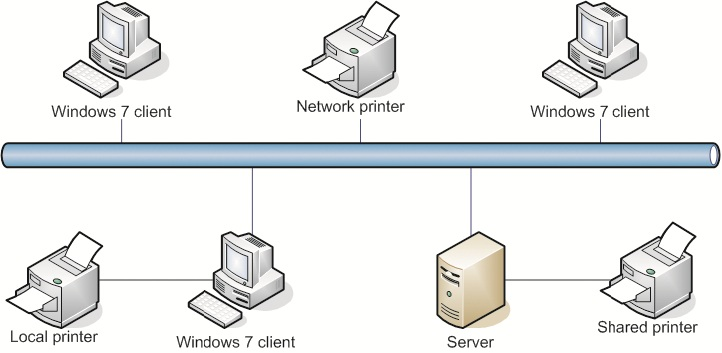 Windows 7 client
Network printer
Windows 7 client
Local printer
Windows 7 client
Server
Shared printer